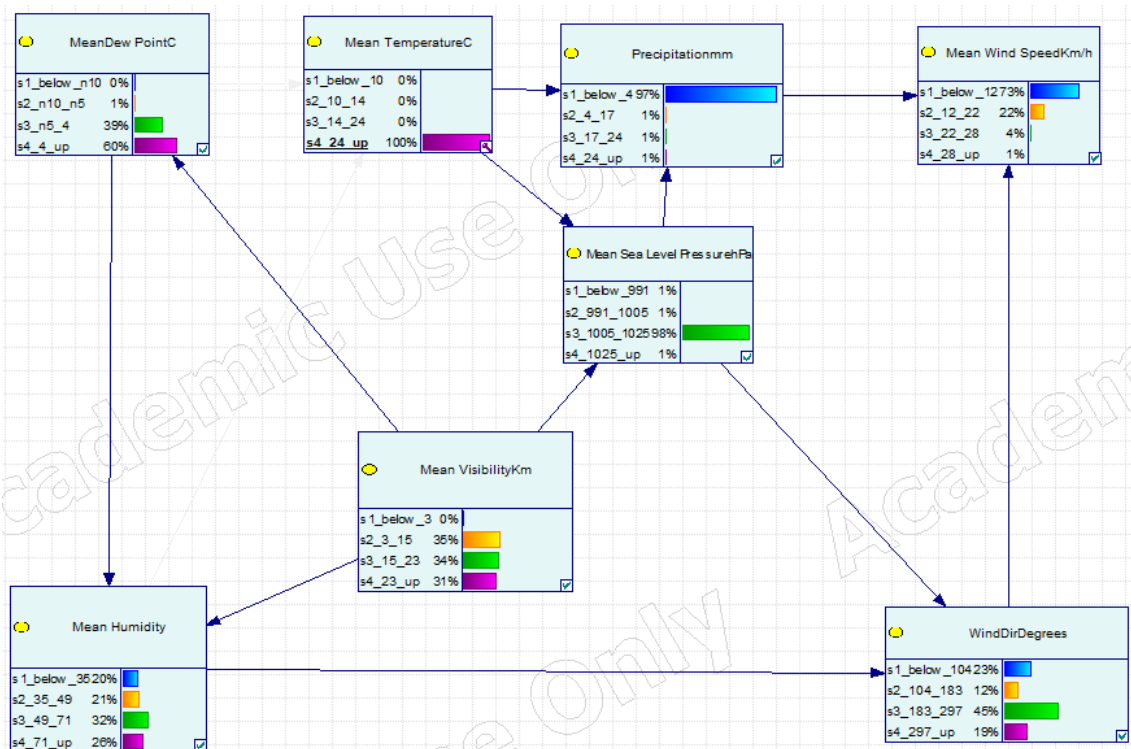 MeanDew PointC
s1_below_n10 0%
s2_n10_n5 1%
s3_n5_4 39%
s4_4_up 60%
Mean TemperatureC
s1_below_10 0%
s2_10_14 0%
s3_14_24 0%
s4_24_up 100%
Precipitationmm
s1_below_4 97%
s2_4_17 1%
s3_17_24 1%
s4_24_up 1%
Mean Wind SpeedKm/h
s1_below_12 73%
s2_12_22 22%
s3_22_28 4%
s4_28_up 1%
Mean Sea Level PressurehPa
s1_below_991 1%
s2_991_1005 1%
s3_1005_1025 98%
s4_1025_up 1%
Mean VisibilityKm
s1_below_3 0%
s2_3_15 35%
s3_15_23 34%
s4_23_up 31%
Mean Humidity
s1_below_35 20%
s2_35_49 21%
s3_49_71 32%
s4_71_up 26%
WindDirDegrees
s1_below_104 23%
s2_104_183 12%
s3_183_297 45%
s4_297_up 19%
cademic Use On
Academ
se Only